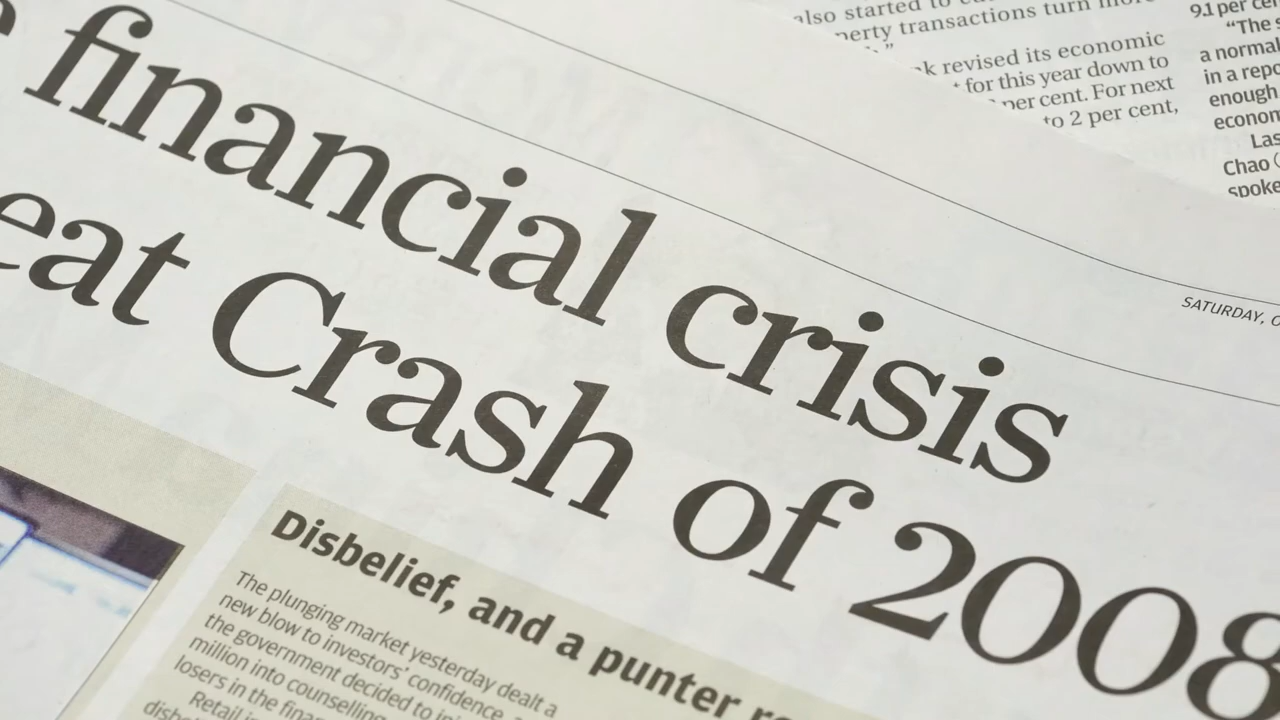 financial crisis
eat Crash of 2008
SATURDAY, O
Disbelief, and a punter
The plunging market yesterday dealt a
new blow to investors' confidence,
the government decided to
million into counselling
losers in the
Retail
also started to
perty transactions turn more
k revised its economic
for this year down to
per cent. For next
to 2 per cent,
9.1 per cen
“The s
a normal
in a repo
enough
econom
Las
Chao (
spoke